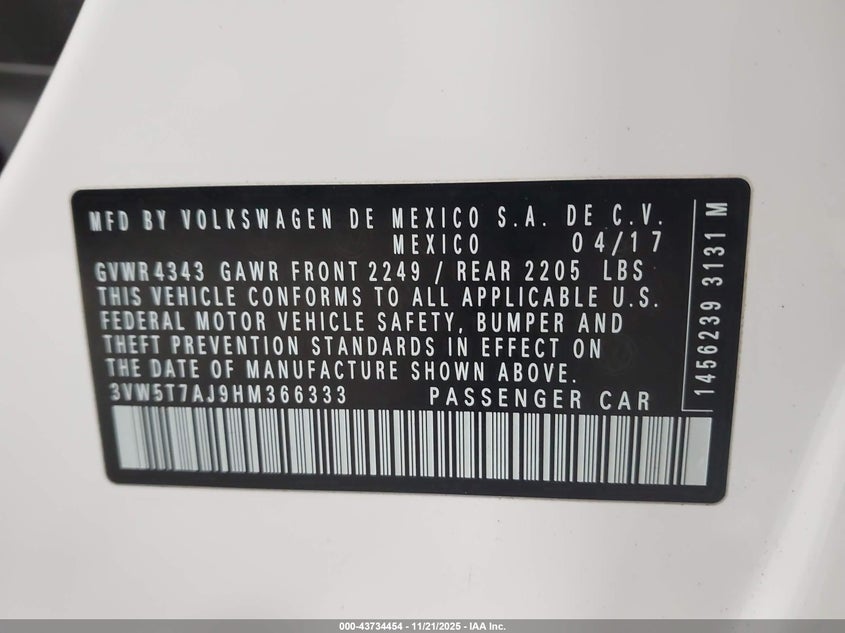 MFD BY VOLKSWAGEN DE MEXICO S.A. DE C.V.
MEXICO 04/17
GVWR 4343 GAWR FRONT 2249 / REAR 2205 LBS
THIS VEHICLE CONFORMS TO ALL APPLICABLE U.S.
FEDERAL MOTOR VEHICLE SAFETY, BUMPER AND
THEFT PREVENTION STANDARDS IN EFFECT ON
THE DATE OF MANUFACTURE SHOWN ABOVE.
3VW5T7AJ9HM366333 PASSENGER CAR
1456239 3131 M
000-43734454 - 11/21/2025 - IAA Inc.